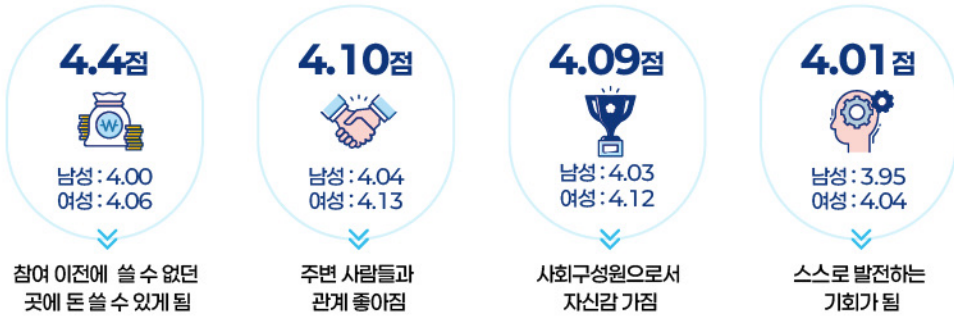 4.4점
남성 : 4.00
여성 : 4.06
참여 이전에 쓸 수 없던
곳에 돈 쓸 수 있게 됨
4.10점
남성 : 4.04
여성 : 4.13
주변 사람들과
관계 좋아짐
4.09점
남성 : 4.03
여성 : 4.12
사회구성원으로서
자신감 가짐
4.01점
남성 : 3.95
여성 : 4.04
스스로 발전하는
기회가 됨